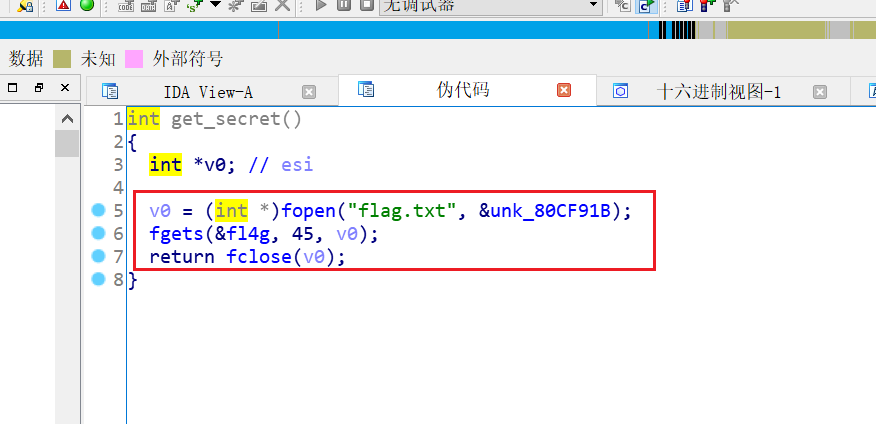 无调试器
数据 未知 外部符号
IDA View-A 伪代码 十六进制视图-1
1 int get_secret()
2 {
3 int *v0; // esi
4
5 v0 = (int *)fopen("flag.txt", &unk_80CF91B);
6 fgets(&fl4g, 45, v0);
7 return fclose(v0);
8 }